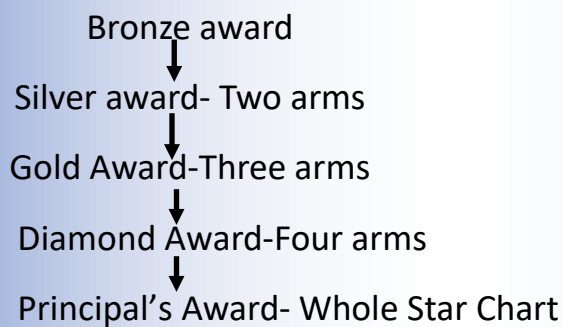 Bronze award
Silver award- Two arms
Gold Award-Three arms
Diamond Award-Four arms
Principal’s Award- Whole Star Chart